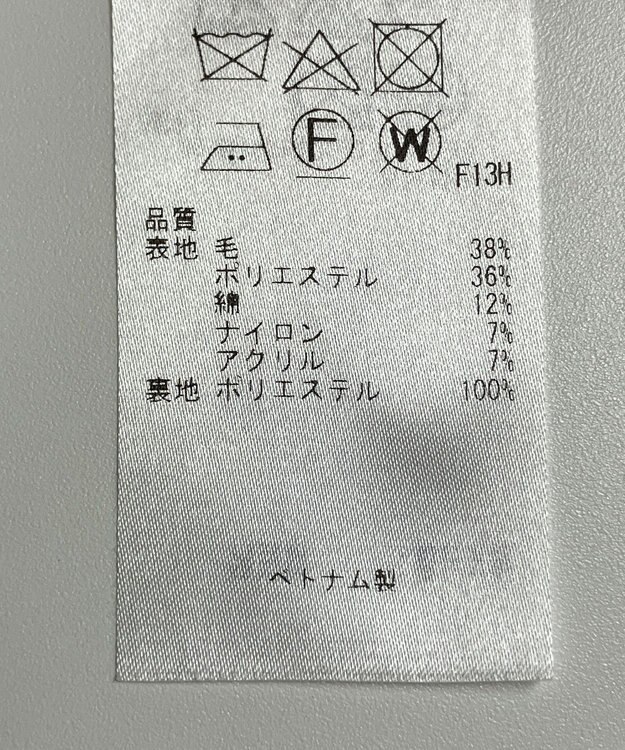 F W F13H
品質
表地 毛 38%
ポリエステル 36%
綿 12%
ナイロン 7%
アクリル 7%
裏地 ポリエステル 100%
ベトナム製